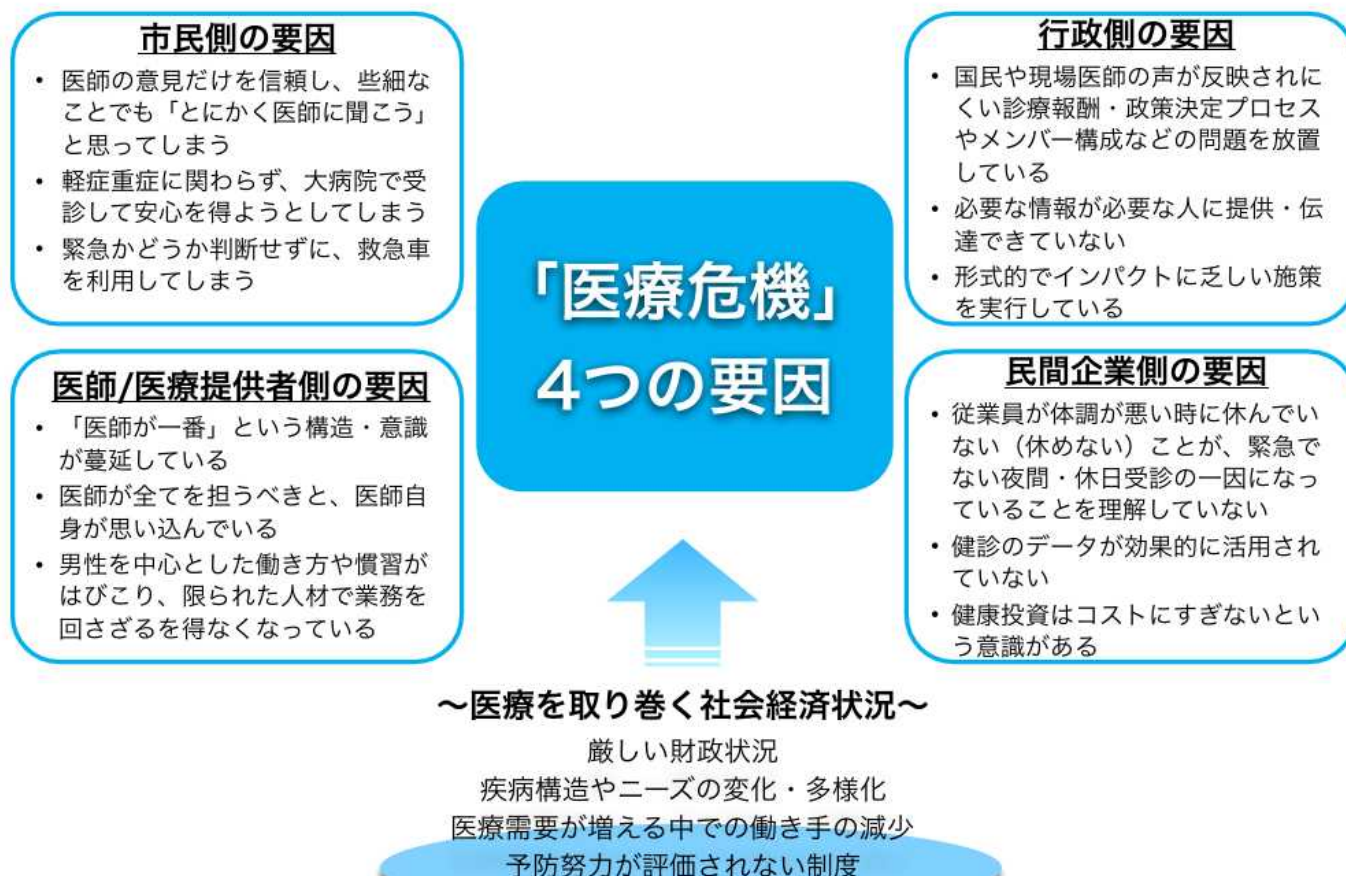 市民側の要因
• 医師の意見だけを信頼し、些細な
ことでも「とにかく医師に聞こう」
と思ってしまう
• 軽症重症に関わらず、大病院で受
診して安心を得ようとしてしまう
• 緊急かどうか判断せずに、救急車
を利用してしまう
行政側の要因
• 国民や現場医師の声が反映されに
くい診療報酬・政策決定プロセス
やメンバー構成などの問題を放置
している
• 必要な情報が必要な人に提供・伝
達できていない
• 形式的でインパクトに乏しい施策
を実行している
「医療危機」
4つの要因
医師/医療提供者側の要因
• 「医師が一番」という構造・意識
が蔓延している
• 医師が全てを担うべきと、医師自
身が思い込んでいる
• 男性を中心とした働き方や慣習が
はびこり、限られた人材で業務を
回さざるを得なくなっている
民間企業側の要因
• 従業員が体調が悪い時に休んでい
ない（休めない）ことが、緊急で
ない夜間・休日受診の一因になっ
ていることを理解していない
• 健診のデータが効果的に活用され
ていない
• 健康投資はコストにすぎないとい
う意識がある
〜医療を取り巻く社会経済状況〜
厳しい財政状況
疾病構造やニーズの変化・多様化
医療需要が増える中での働き手の減少
予防努力が評価されない制度